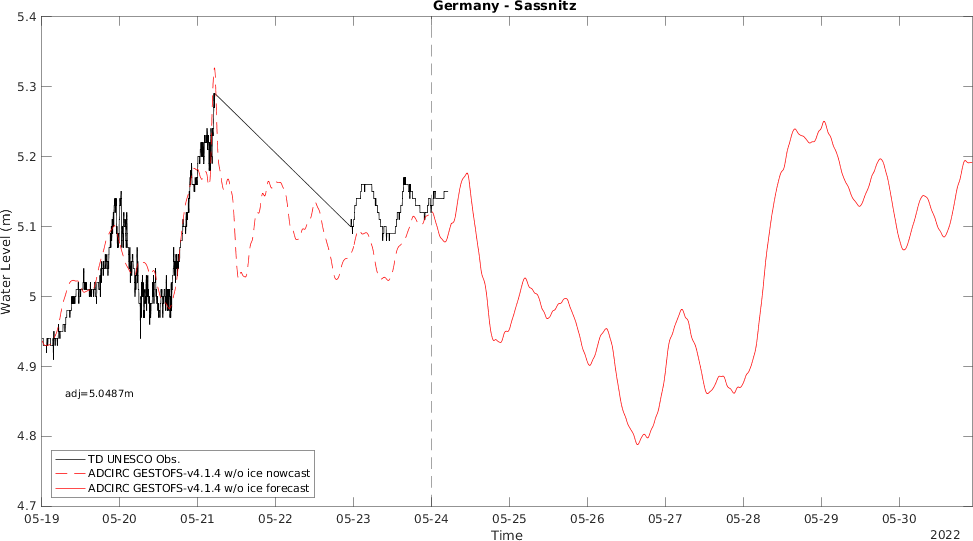 Germany - Sassnitz
5.4
5.3
5.2
5.1
5
4.9
4.8
4.7
Water Level (m)
adj=5.0487m
TD UNESCO Obs.
ADCIRC GESTOFS-v4.1.4 w/o ice nowcast
ADCIRC GESTOFS-v4.1.4 w/o ice forecast
05-19 05-20 05-21 05-22 05-23 05-24 05-25 05-26 05-27 05-28 05-29 05-30
Time
2022